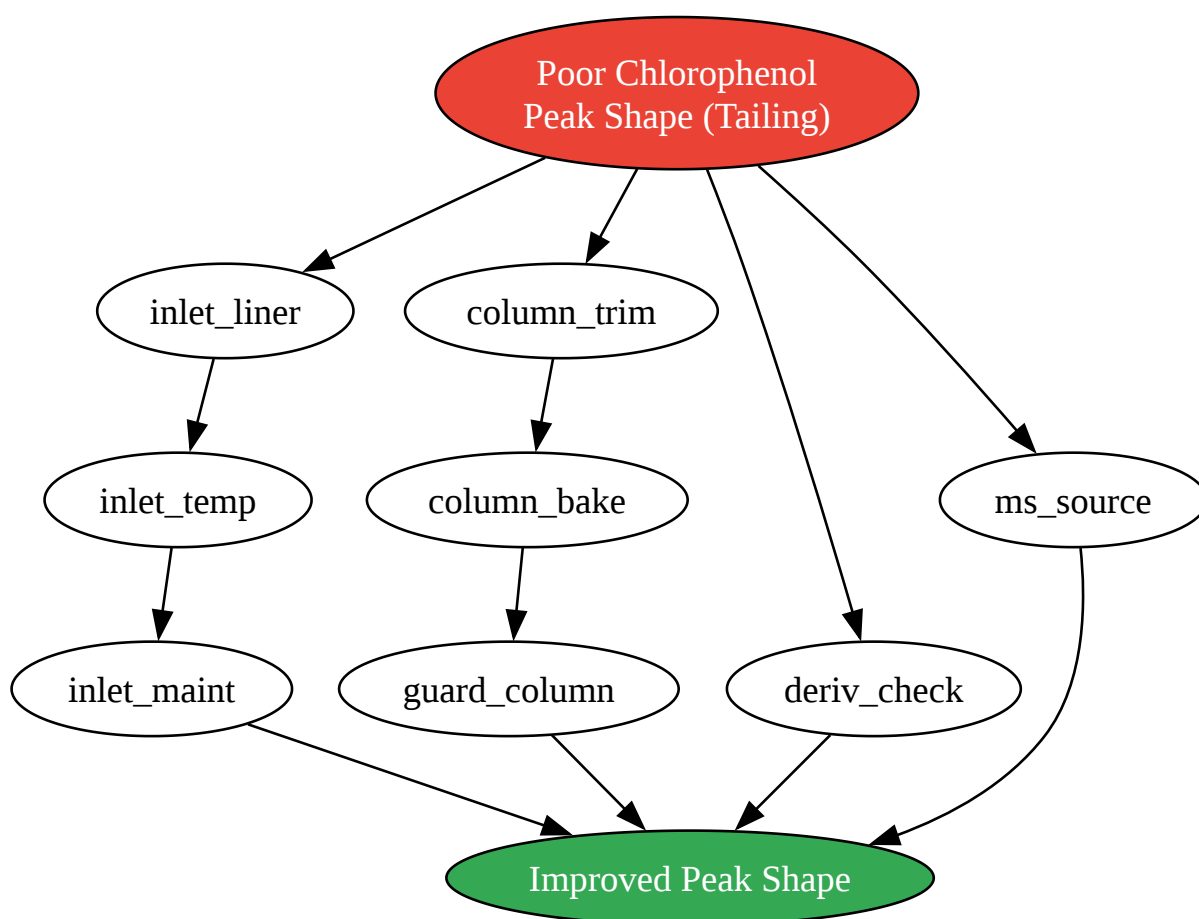 Poor Chlorophenol
Peak Shape (Tailing)
inlet_liner
column_trim
inlet_temp
column_bake
ms_source
inlet_maint
guard_column
deriv_check
Improved Peak Shape